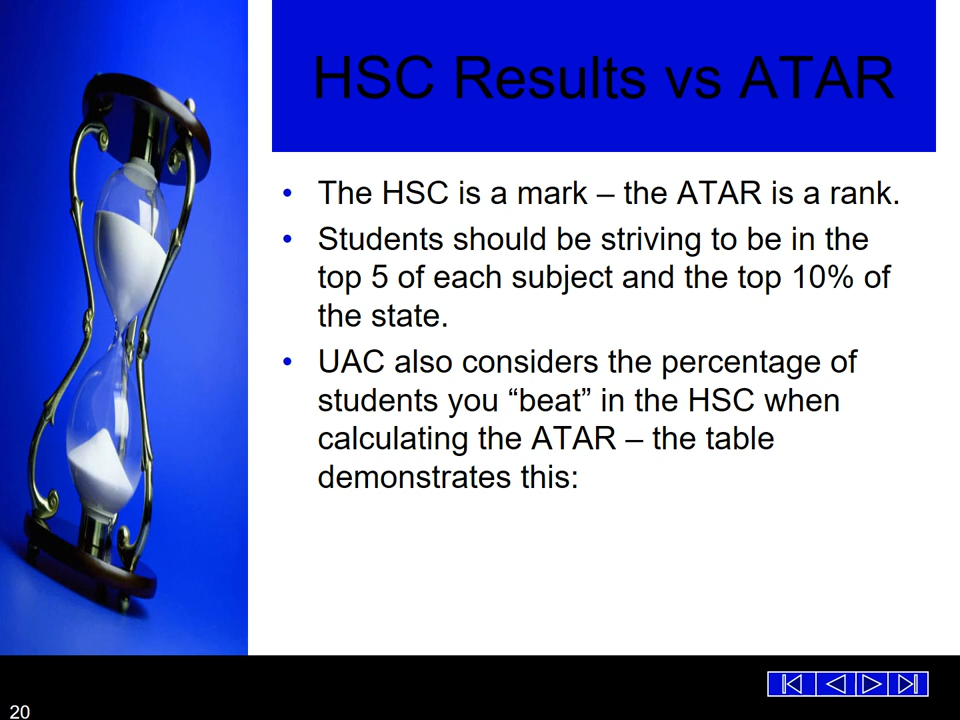 HSC Results vs ATAR
• The HSC is a mark – the ATAR is a rank.
• Students should be striving to be in the
top 5 of each subject and the top 10% of
the state.
• UAC also considers the percentage of
students you “beat” in the HSC when
calculating the ATAR – the table
demonstrates this:
20